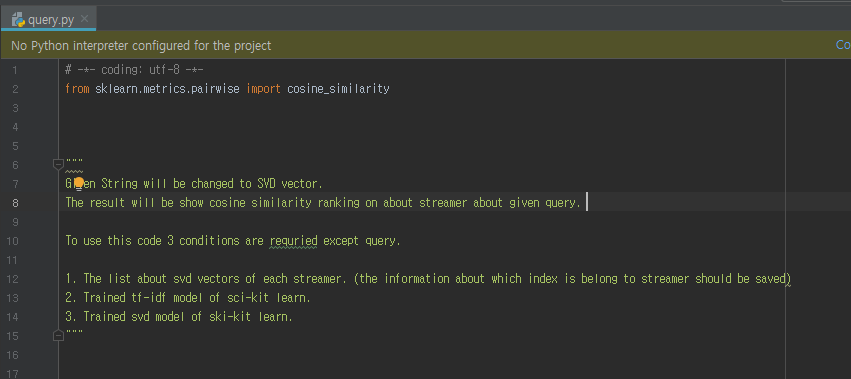 query.py
No Python interpreter configured for the project
Co
1 # -*- coding: utf-8 -*-
2 from sklearn.metrics.pairwise import cosine_similarity
3
4
5
6 """
7 G en String will be changed to SVD vector.
8 The result will be show cosine similarity ranking on about streamer about given query.
9
10 To use this code 3 conditions are requried except query.
11
12 1. The list about svd vectors of each streamer. (the information about which index is belong to streamer should be saved)
13 2. Trained tf-idf model of sci-kit learn.
14 3. Trained svd model of ski-kit learn.
15 """
16
17